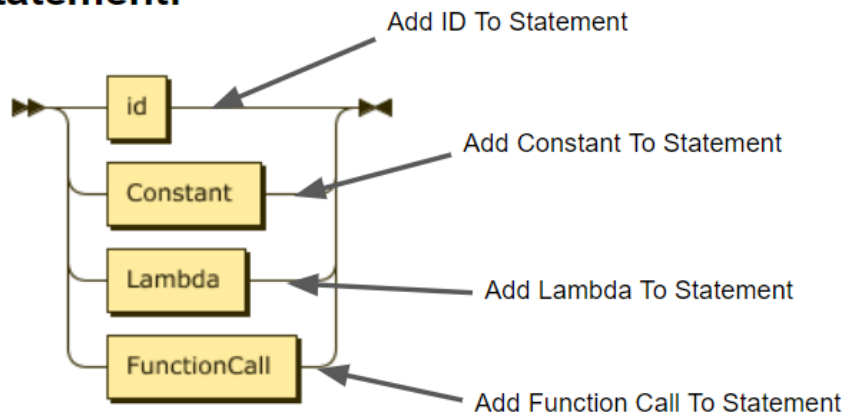 Add ID To Statement
id
Add Constant To Statement
Constant
Lambda
Add Lambda To Statement
FunctionCall
Add Function Call To Statement